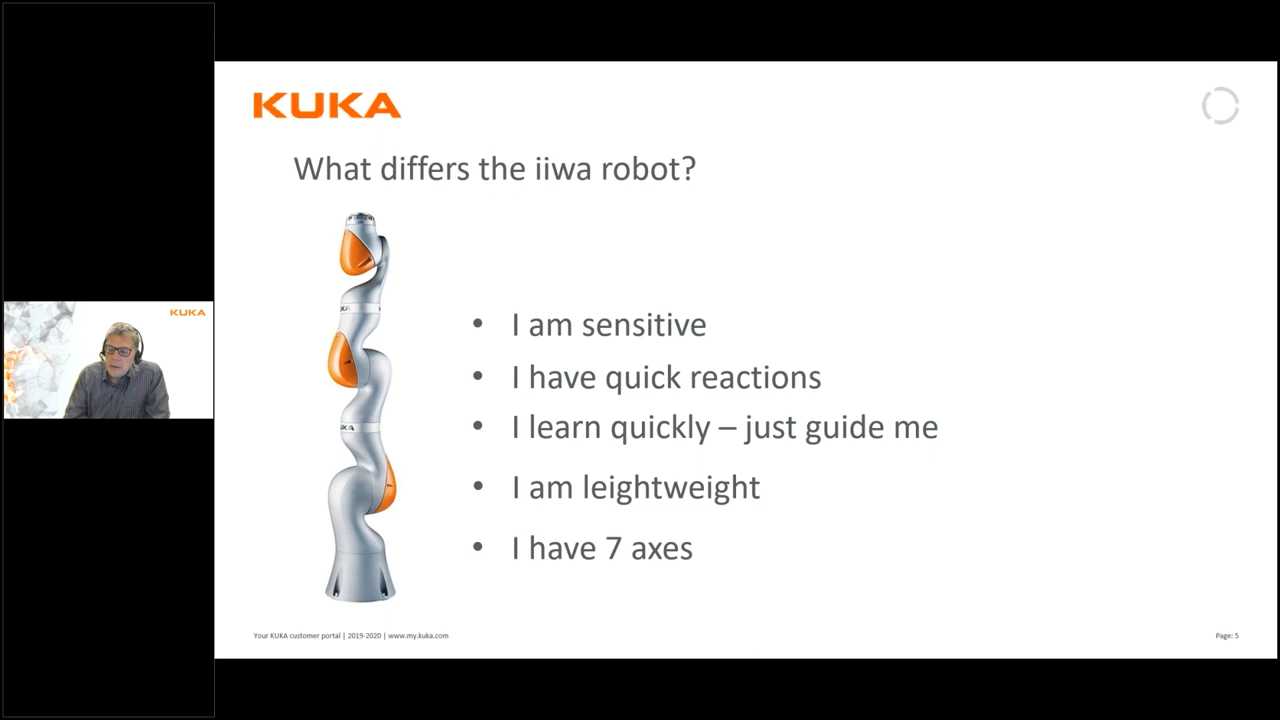 KUKA
What differs the iiwa robot?
• I am sensitive
• I have quick reactions
• I learn quickly – just guide me
• I am leightweight
• I have 7 axes
Your KUKA customer portal | 2019-2020 | www.my.kuka.com
Page: 5
KUKA